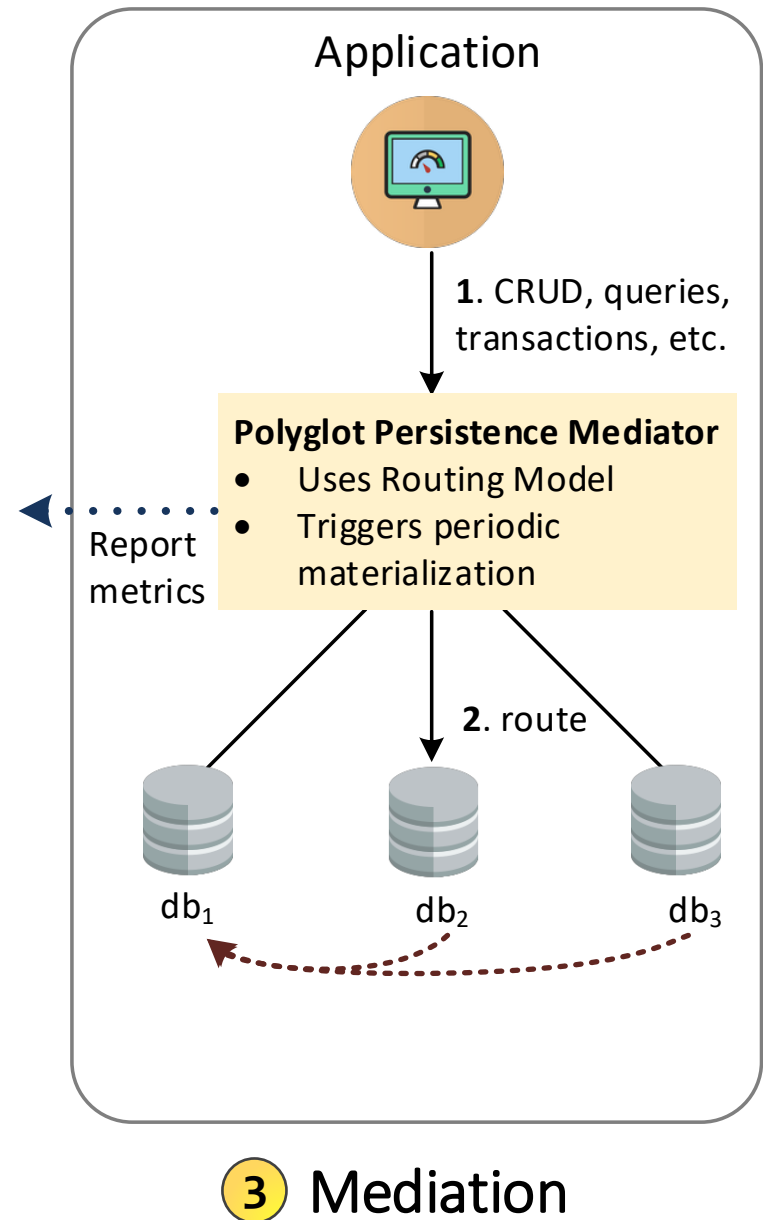 Application
1. CRUD, queries,
transactions, etc.
Polyglot Persistence Mediator
• Uses Routing Model
• Triggers periodic
materialization
Report
metrics
2. route
db₁
db₂
db₃
3 Mediation